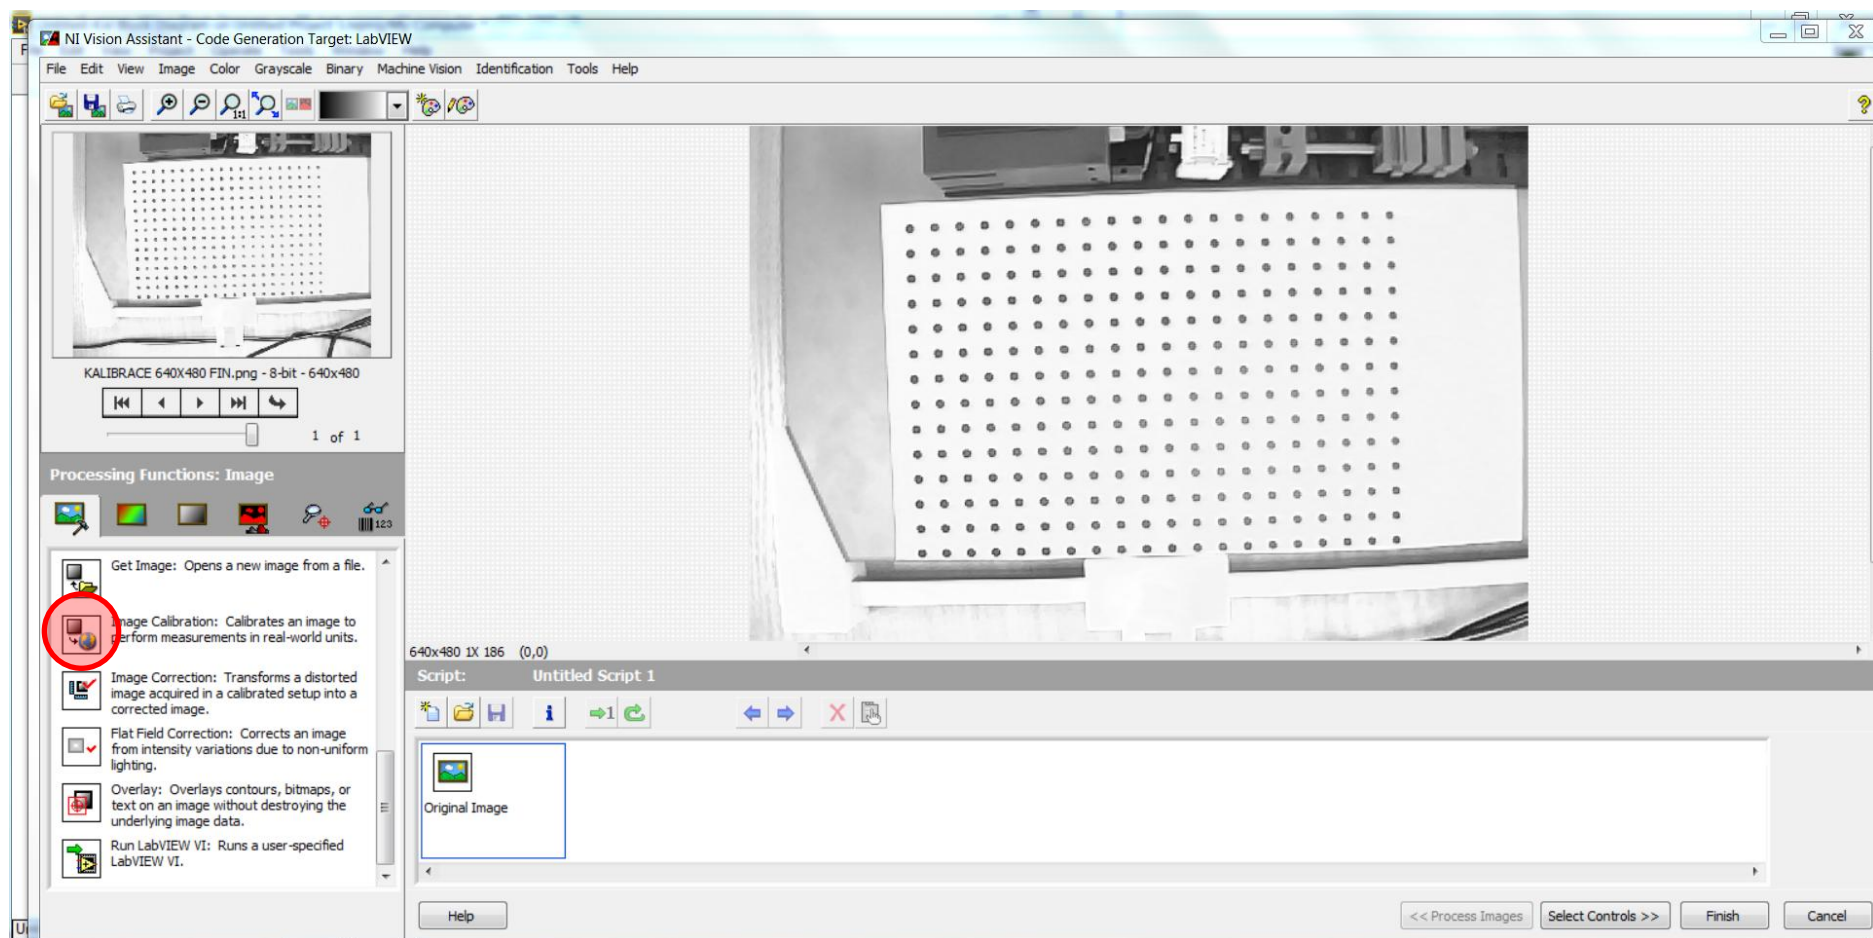 NI Vision Assistant - Code Generation Target: LabVIEW
File Edit View Image Color Grayscale Binary Machine Vision Identification Tools Help
1:1
?
KALIBRACE 640X480 FIN.png - 8-bit - 640x480
1 of 1
Processing Functions: Image
123
Get Image: Opens a new image from a file.
Image Calibration: Calibrates an image to
perform measurements in real-world units.
Image Correction: Transforms a distorted
image acquired in a calibrated setup into a
corrected image.
Flat Field Correction: Corrects an image
from intensity variations due to non-uniform
lighting.
Overlay: Overlays contours, bitmaps, or
text on an image without destroying the
underlying image data.
Run LabVIEW VI: Runs a user-specified
LabVIEW VI.
640x480 1X 186 (0,0)
Script: Untitled Script 1
i
1
Original Image
Help
<< Process Images
Select Controls >>
Finish
Cancel